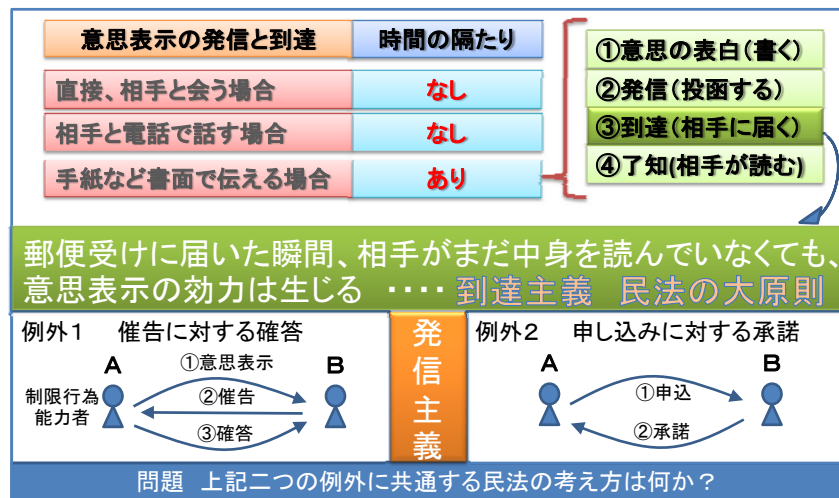 意思表示の発信と到達
時間の隔たり
直接、相手と会う場合
なし
相手と電話で話す場合
なし
手紙など書面で伝える場合
あり
①意思の表白(書く)
②発信(投函する)
③到達(相手に届く)
④了知(相手が読む)
郵便受けに届いた瞬間、相手がまだ中身を読んでいなくても、
意思表示の効力は生じる ‥‥ 到達主義 民法の大原則
例外1 催告に対する確答
A
B
①意思表示
②催告
③確答
制限行為
能力者
発信主義
例外2 申し込みに対する承諾
A
B
①申込
②承諾
問題 上記二つの例外に共通する民法の考え方は何か?